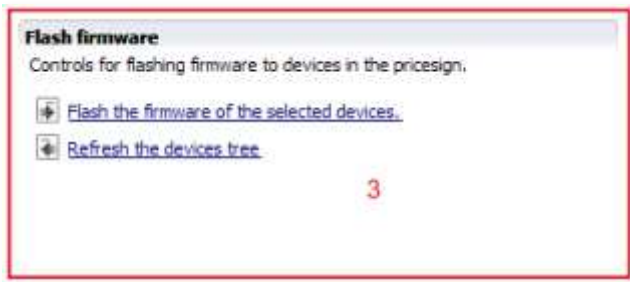 Flash firmware
Controls for flashing firmware to devices in the pricesign.
Flash the firmware of the selected devices.
Refresh the devices tree
3